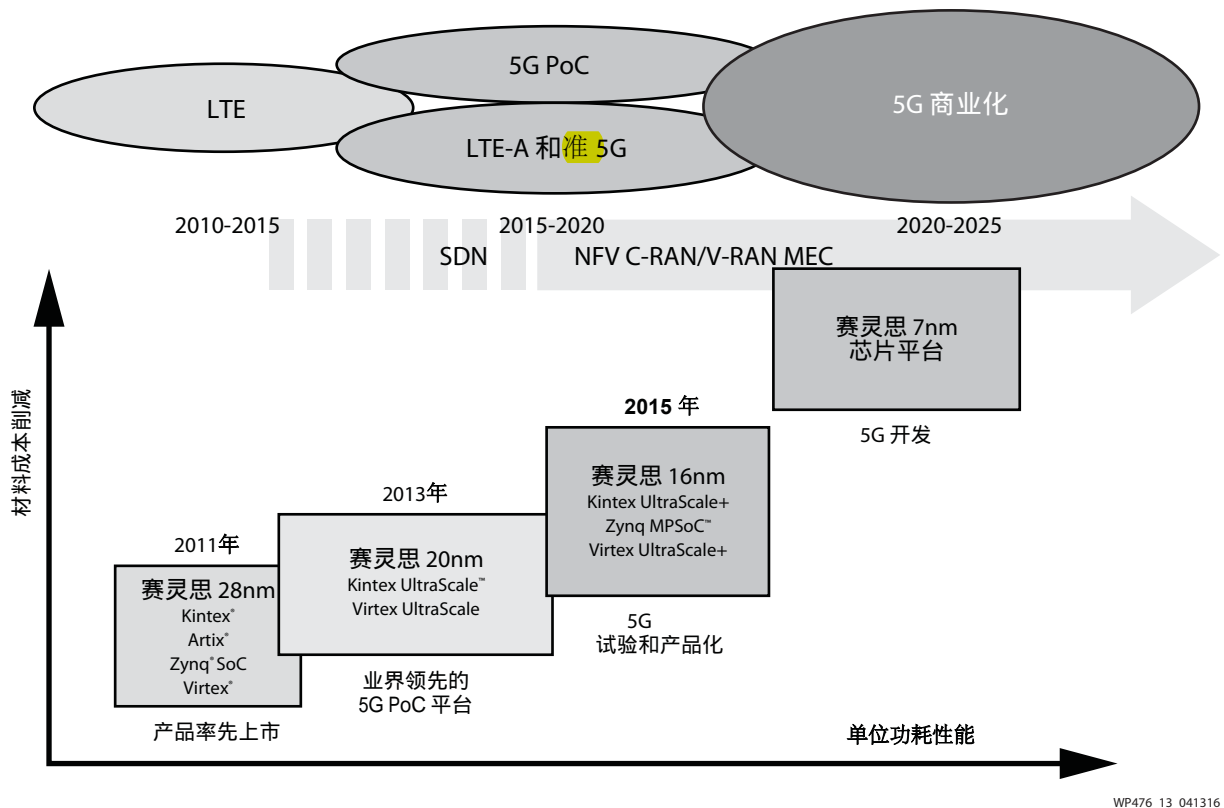 5G PoC
LTE
5G 商业化
LTE-A 和准 5G
2010-2015
2015-2020
2020-2025
SDN
NFV C-RAN/V-RAN MEC
材料成本削减
赛灵思 7nm
芯片平台
5G 开发
2015 年
赛灵思 16nm
Kintex UltraScale+
Zynq MPSoC™
Virtex UltraScale+
5G
试验和产品化
2013年
赛灵思 20nm
Kintex UltraScale™
Virtex UltraScale
业界领先的
5G PoC 平台
2011年
赛灵思 28nm
Kintex®
Artix®
Zynq® SoC
Virtex®
产品率先上市
单位功耗性能
WP476_13_041316